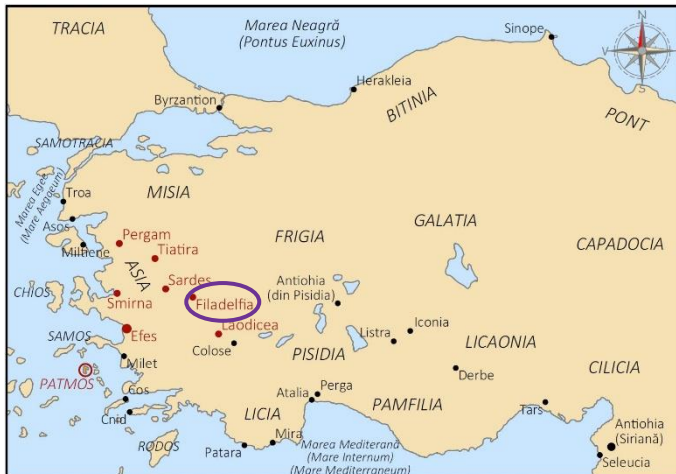 TRACIA
Marea Neagră
(Pontus Euxinus)
Sinope
N
V
E
S
Herakleia
Byrzantion
BITINIA
PONT
SAMOTRACIA
Marea Egee
(Mare Aegaeum)
MISIA
Troa
Asos
Miltiene
Pergam
Tiatira
FRIGIA
GALATIA
CAPADOCIA
ASIA
Sardes
CHIOS
Smirna
Filadelfia
Antiohia
(din Pisidia)
Efes
Laodicea
SAMOS
Colose
Listra
Iconia
LICAONIA
Milet
PISIDIA
PATMOS
Derbe
CILICIA
Cos
Cnid
Atalia
Perga
PAMFILIA
Tars
LICIA
RODOS
Patara
Mira
Antiohia
(Siriană)
Seleucia
Marea Mediterană
(Mare Internum)
(Mare Mediterraneum)